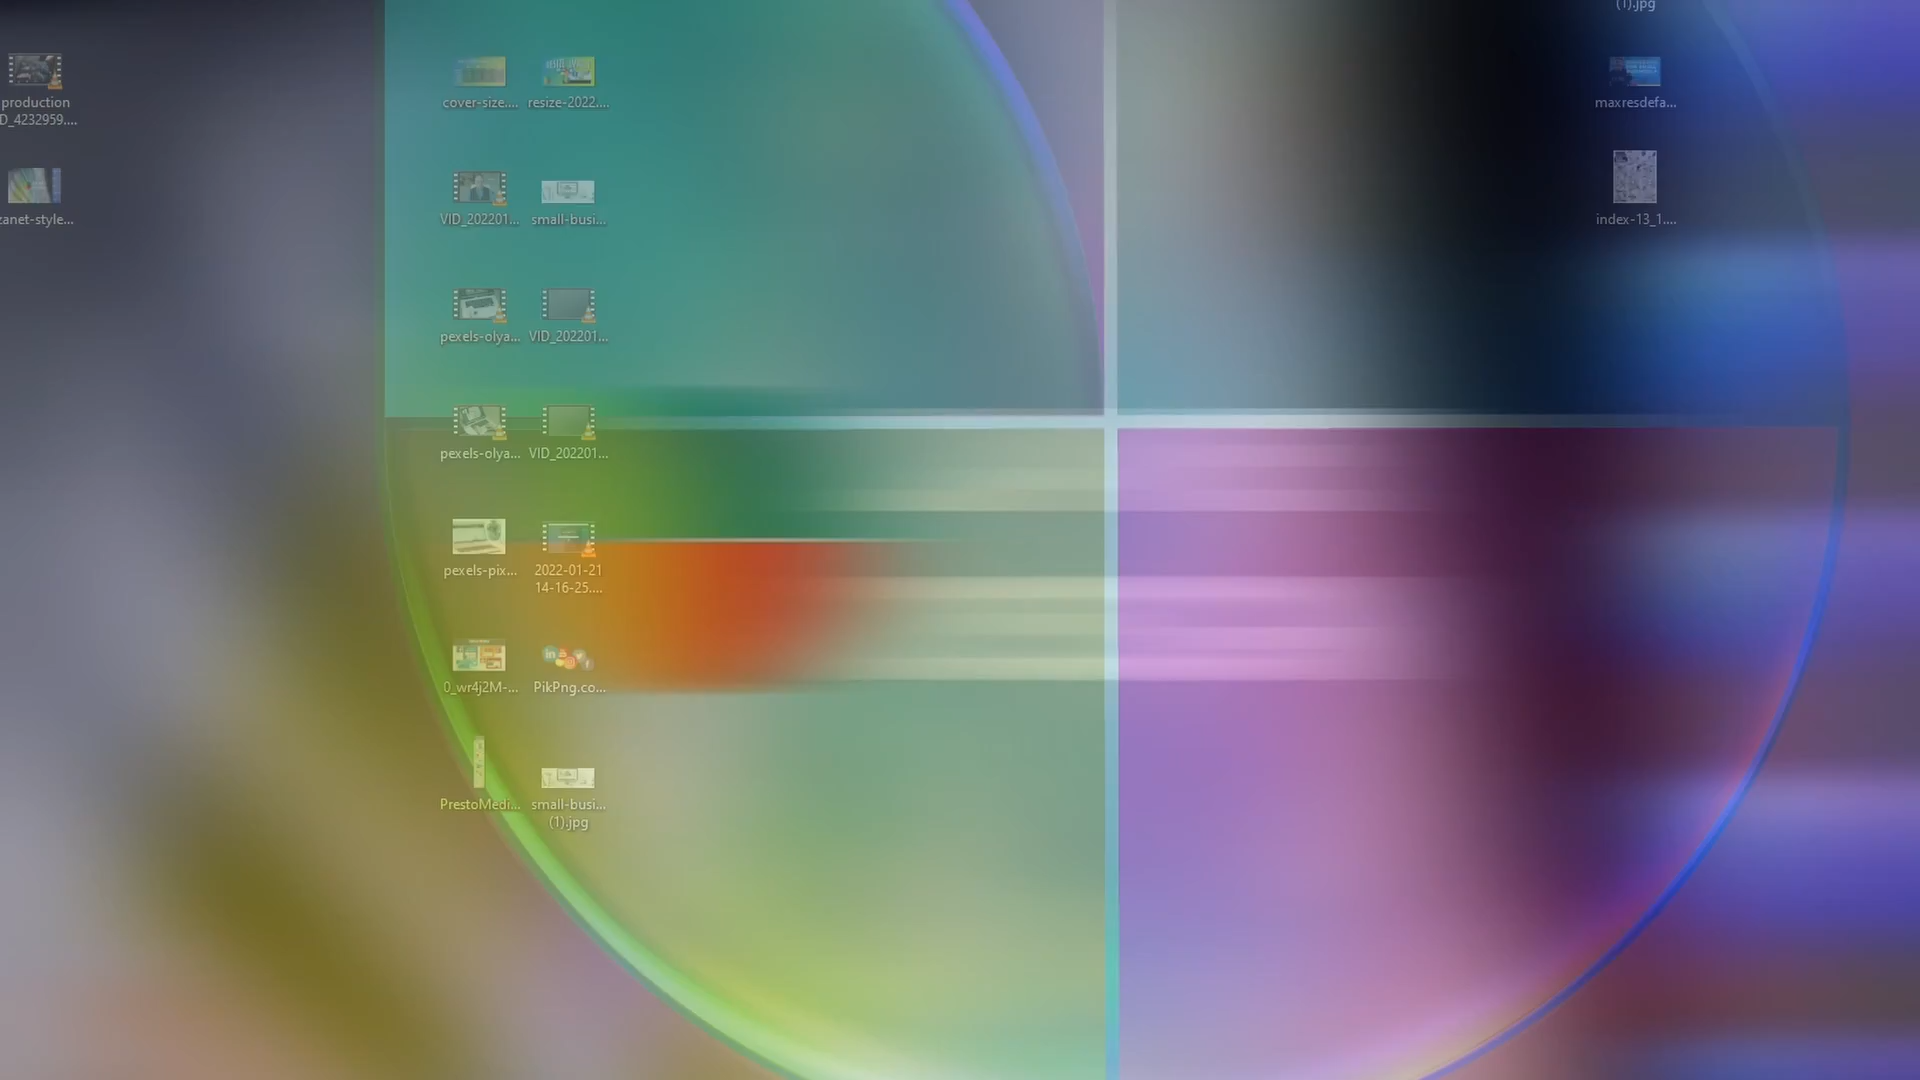 (1).jpg
production
D_4232959....
cover-size....
resize-2022....
maxresdefa...
zanet-style...
VID_202201...
small-busi...
index-13_1....
pexels-olya...
VID_202201...
pexels-olya...
VID_202201...
pexels-pix...
2022-01-21
14-16-25....
0_wr4j2M-...
PikPng.co...
PrestoMedi...
small-busi...
(1).jpg